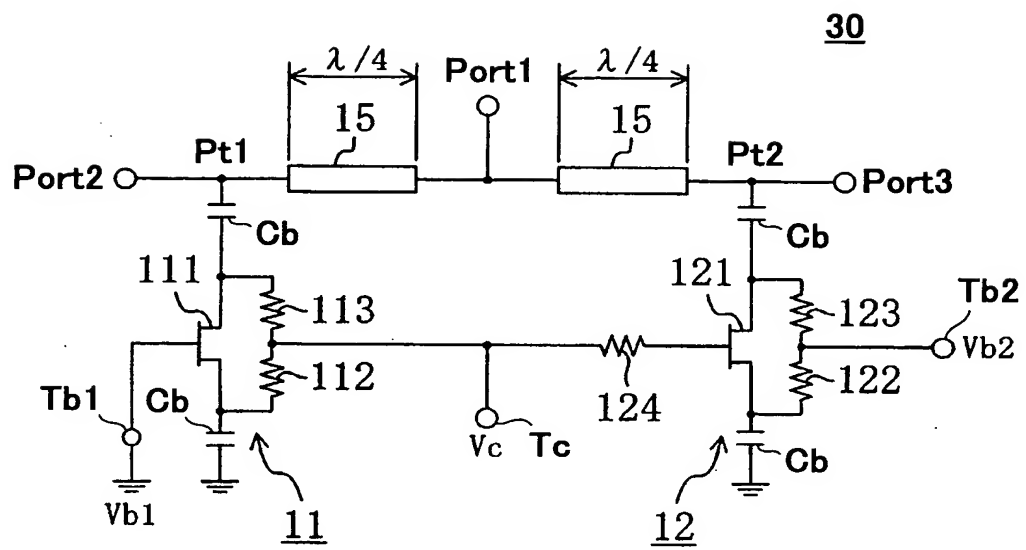 30
λ/4
Port1
λ/4
15
15
Pt1
Pt2
Port2
Port3
Cb
Cb
111
121
Tb2
113
123
Vb2
112
122
124
Tb1
Cb
Vc
Tc
Cb
Vb1
11
12